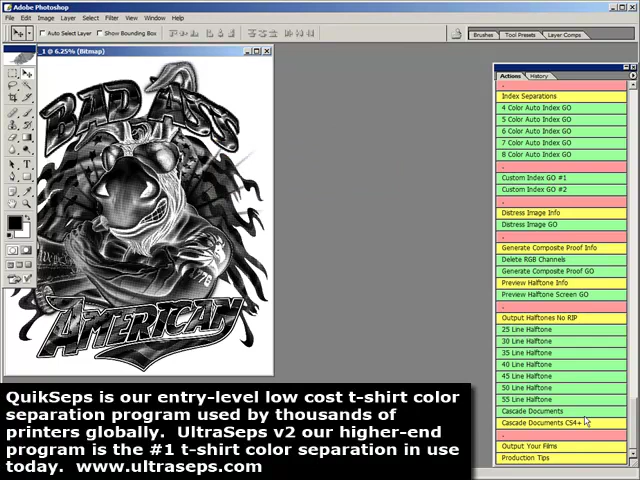 Adobe Photoshop
File Edit Image Layer Select Filter View Window Help
Auto Select Layer Show Bounding Box
Brushes Tool Presets Layer Comps
_1 @ 6.25% (Bitmap)
BAD ASS
AMERICAN
Actions History
Index Separations
4 Color Auto Index GO
5 Color Auto Index GO
6 Color Auto Index GO
7 Color Auto Index GO
8 Color Auto Index GO
Custom Index GO #1
Custom Index GO #2
Distress Image Info
Distress Image GO
Generate Composite Proof Info
Delete RGB Channels
Generate Composite Proof GO
Preview Halftone Info
Preview Halftone Screen GO
Output Halftones No RIP
25 Line Halftone
30 Line Halftone
35 Line Halftone
40 Line Halftone
45 Line Halftone
50 Line Halftone
55 Line Halftone
Cascade Documents
Cascade Documents CS4+
Output Your Films
Production Tips
QuikSeps is our entry-level low cost t-shirt color
separation program used by thousands of
printers globally. UltraSeps v2 our higher-end
program is the #1 t-shirt color separation in use
today. www.ultraseps.com